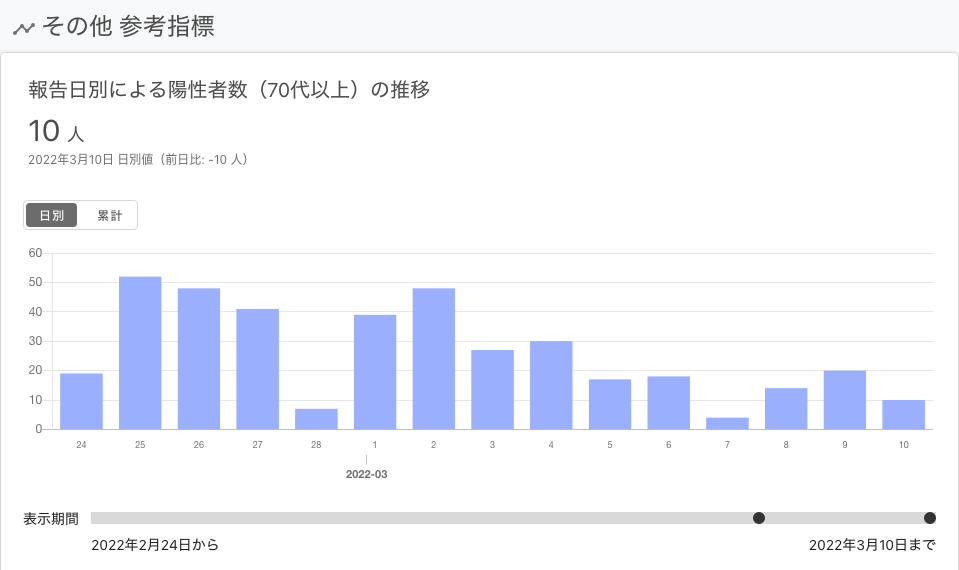 その他 参考指標
報告日別による陽性者数（70代以上）の推移
10 人
2022年3月10日 日別値（前日比: -10 人）
日別 累計
60
50
40
30
20
10
0
24 25 26 27 28 1 2 3 4 5 6 7 8 9 10
2022-03
表示期間
2022年2月24日から 2022年3月10日まで